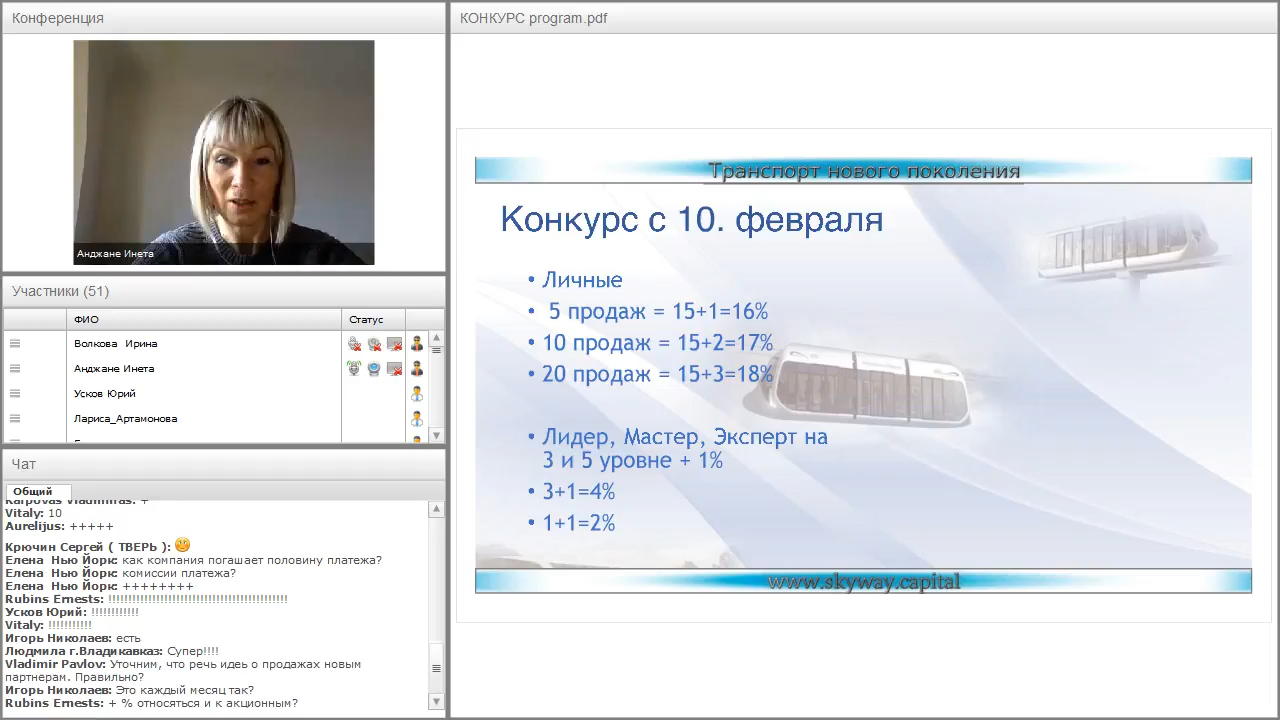 Конференция
Анджане Инета
Участники (51)
ФИО Статус
Волкова Ирина
Анджане Инета
Усков Юрий
Лариса_Артамонова
Чат
Общий
Karpovas Vladimiras: +
Vitaly: 10
Aurelijus: +++++
Крючин Сергей ( ТВЕРЬ ):
Елена Нью Йорк: как компания погашает половину платежа?
Елена Нью Йорк: комиссии платежа?
Елена Нью Йорк: ++++++++
Rubins Ernests: !!!!!!!!!!!!!!!!!!!!!!!!!!!!!!!!!!!!!!!!!!!!!
Усков Юрий: !!!!!!!!!!!!
Vitaly: !!!!!!!!!!!
Игорь Николаев: есть
Людмила г.Владикавказ: Супер!!!!
Vladimir Pavlov: Уточним, что речь идеь о продажах новым
партнерам. Правильно?
Игорь Николаев: Это каждый месяц так?
Rubins Ernests: + % относяться и к акционным?
КОНКУРС program.pdf
Транспорт нового поколения
Конкурс с 10. февраля
• Личные
• 5 продаж = 15+1=16%
• 10 продаж = 15+2=17%
• 20 продаж = 15+3=18%
• Лидер, Мастер, Эксперт на
3 и 5 уровне + 1%
• 3+1=4%
• 1+1=2%
www.skyway.capital